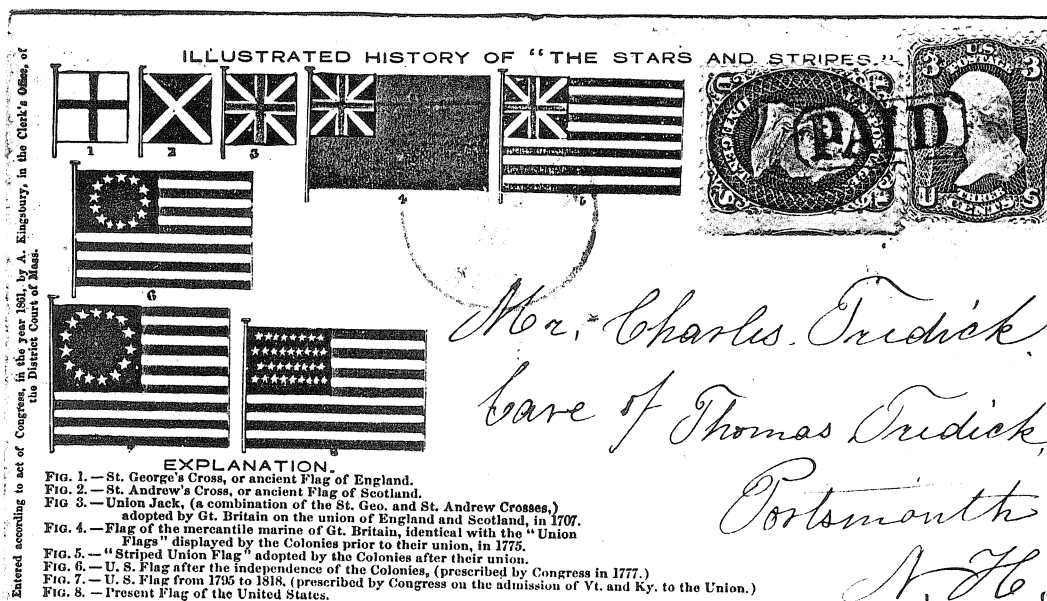 ILLUSTRATED HISTORY OF "THE STARS AND STRIPES."
Entered according to act of Congress, in the year 1861, by A. Kingsbury, in the Clerk's Office, of
the District Court of Mass.
1
2
3
4
5
6
7
8
U.S. POSTAGE
3
3
PAID
U
THREE
CENTS
S
Mr. Charles. Tredick.
Care of Thomas Tredick,
Portsmouth
N. H.
EXPLANATION.
FIG. 1.—St. George's Cross, or ancient Flag of England.
FIG. 2.—St. Andrew's Cross, or ancient Flag of Scotland.
FIG 3.—Union Jack, (a combination of the St. Geo. and St. Andrew Crosses,)
adopted by Gt. Britain on the union of England and Scotland, in 1707.
FIG. 4.—Flag of the mercantile marine of Gt. Britain, identical with the "Union
Flags" displayed by the Colonies prior to their union, in 1775.
FIG. 5.—"Striped Union Flag" adopted by the Colonies after their union.
FIG. 6.—U. S. Flag after the independence of the Colonies, (prescribed by Congress in 1777.)
FIG. 7.—U. S. Flag from 1795 to 1818. (prescribed by Congress on the admission of Vt. and Ky. to the Union.)
FIG. 8.—Present Flag of the United States.